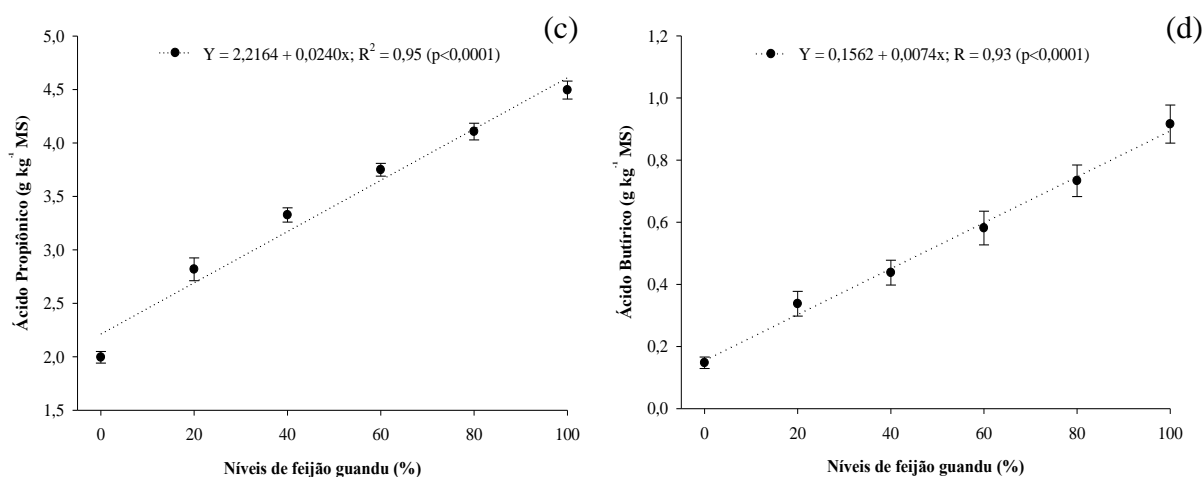 (c)
Y = 2,2164 + 0,0240x; R² = 0,95 (p<0,0001)
Ácido Propiônico (g kg⁻¹ MS)
5,0
4,5
4,0
3,5
3,0
2,5
2,0
1,5
0 20 40 60 80 100
Níveis de feijão guandu (%)
(d)
Y = 0,1562 + 0,0074x; R = 0,93 (p<0,0001)
Ácido Butírico (g kg⁻¹ MS)
1,2
1,0
0,8
0,6
0,4
0,2
0,0
0 20 40 60 80 100
Níveis de feijão guandu (%)